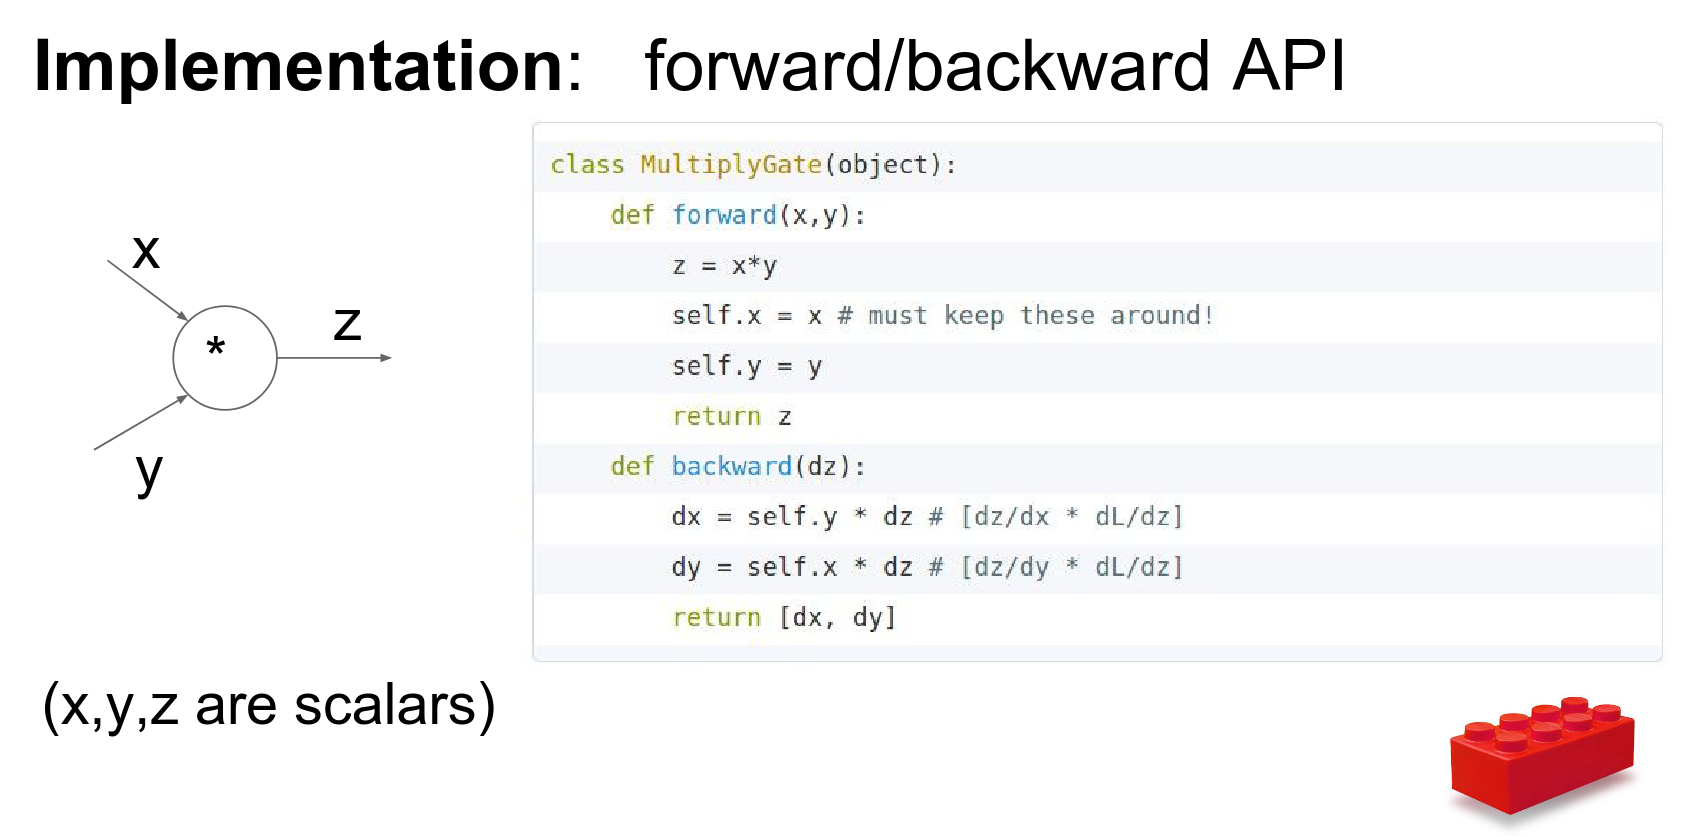 Implementation: forward/backward API
class MultiplyGate(object):
def forward(x,y):
z = x*y
self.x = x # must keep these around!
self.y = y
return z
def backward(dz):
dx = self.y * dz # [dz/dx * dL/dz]
dy = self.x * dz # [dz/dy * dL/dz]
return [dx, dy]
x
*
z
y
(x,y,z are scalars)